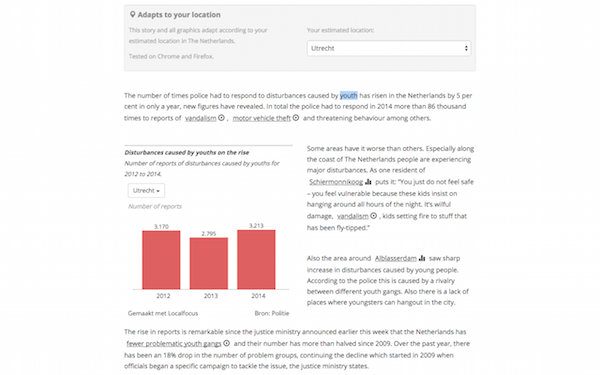 Adapts to your location
This story and all graphics adapt according to your
estimated location in The Netherlands.
Tested on Chrome and Firefox.
Your estimated location:
Utrecht
The number of times police had to respond to disturbances caused by youth has risen in the Netherlands by 5 per
cent in only a year, new figures have revealed. In total the police had to respond in 2014 more than 86 thousand
times to reports of vandalism , motor vehicle theft and threatening behaviour among others.
Disturbances caused by youths on the rise
Number of reports of disturbances caused by youths for
2012 to 2014.
Utrecht
Number of reports
3.170
2.795
3.213
2012
2013
2014
Gemaakt met Localfocus
Bron: Politie
Some areas have it worse than others. Especially along
the coast of The Netherlands people are experiencing
major disturbances. As one resident of
Schiermonnikoog puts it: "You just do not feel safe
– you feel vulnerable because these kids insist on
hanging around all hours of the night. It's wilful
damage, vandalism , kids setting fire to stuff that
has been fly-tipped."
Also the area around Alblasserdam saw sharp
increase in disturbances caused by young people.
According to the police this is caused by a rivalry
between different youth gangs. Also there is a lack of
places where youngsters can hangout in the city.
The rise in reports is remarkable since the justice ministry announced earlier this week that the Netherlands has
fewer problematic youth gangs and their number has more than halved since 2009. Over the past year, there
has been an 18% drop in the number of problem groups, continuing the decline which started in 2009 when
officials began a specific campaign to tackle the issue, the justice ministry states.